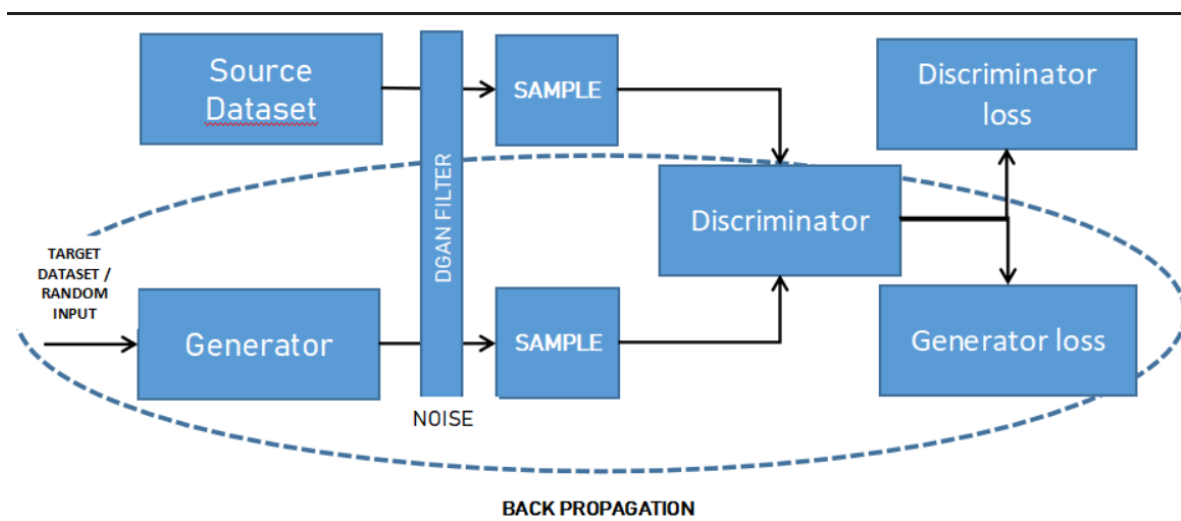 Source
Dataset
SAMPLE
Discriminator
loss
DGAN FILTER
Discriminator
TARGET
DATASET /
RANDOM
INPUT
Generator
SAMPLE
Generator loss
NOISE
BACK PROPAGATION